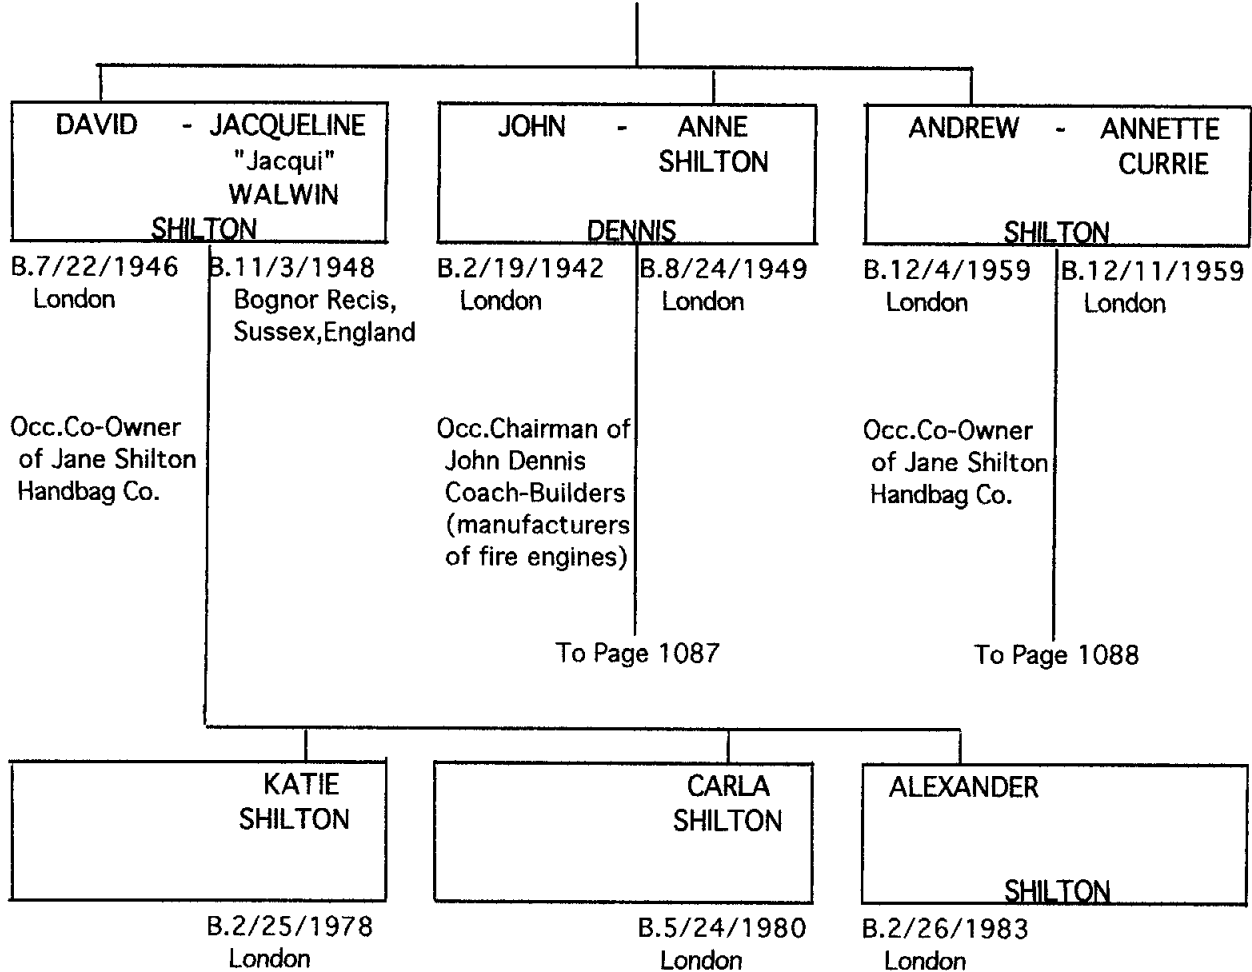 DAVID - JACQUELINE
"Jacqui"
WALWIN
SHILTON
B.7/22/1946 B.11/3/1948
London Bognor Recis,
Sussex,England
Occ.Co-Owner
of Jane Shilton
Handbag Co.
JOHN - ANNE
SHILTON
DENNIS
B.2/19/1942 B.8/24/1949
London London
Occ.Chairman of
John Dennis
Coach-Builders
(manufacturers
of fire engines)
To Page 1087
ANDREW - ANNETTE
CURRIE
SHILTON
B.12/4/1959 B.12/11/1959
London London
Occ.Co-Owner
of Jane Shilton
Handbag Co.
To Page 1088
KATIE
SHILTON
B.2/25/1978
London
CARLA
SHILTON
B.5/24/1980
London
ALEXANDER
SHILTON
B.2/26/1983
London